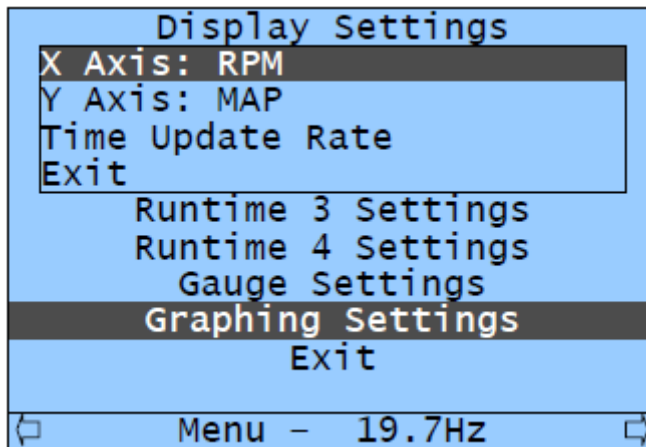 Display Settings
X Axis: RPM
Y Axis: MAP
Time Update Rate
Exit
Runtime 3 Settings
Runtime 4 Settings
Gauge Settings
Graphing Settings
Exit
Menu – 19.7Hz